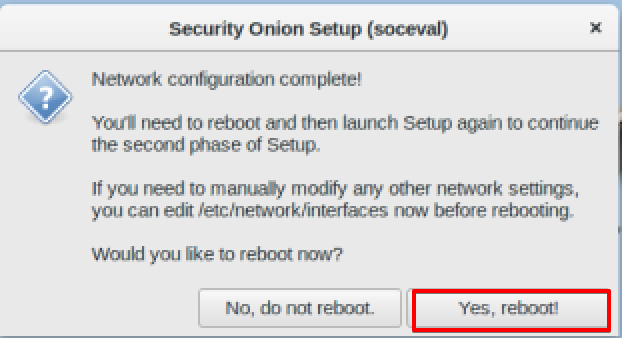 Security Onion Setup (soceval)
Network configuration complete!
You'll need to reboot and then launch Setup again to continue
the second phase of Setup.
If you need to manually modify any other network settings,
you can edit /etc/network/interfaces now before rebooting.
Would you like to reboot now?
No, do not reboot.
Yes, reboot!